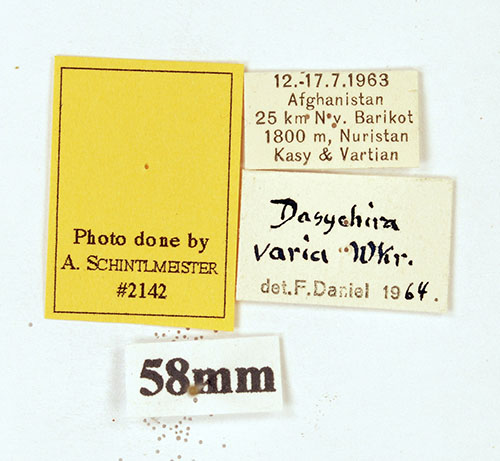 Photo done by
A. SCHINTLMEISTER
#2142
12.-17.7.1963
Afghanistan
25 km N.v. Barikot
1800 m, Nuristan
Kasy & Vartian
Dasychira
varia Wkr.
det.F.Daniel 1964.
58mm